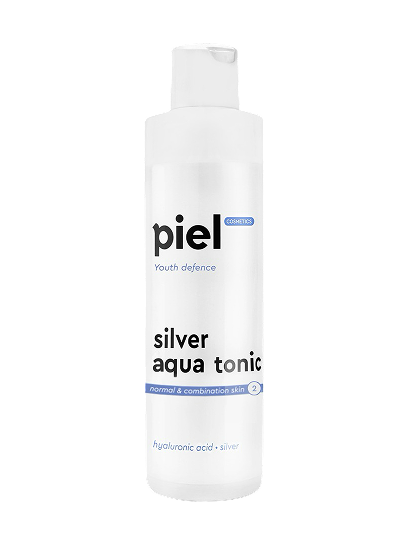 piel COSMETICS
Youth defence
silver
aqua tonic
normal & combination skin 2
hyaluronic acid • silver